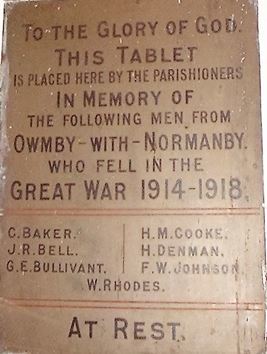 To the Glory of God.
This Tablet
is placed here by the parishioners
In Memory of
the following men from
Owmby-with-Normanby.
who fell in the
Great War 1914-1918.
C. Baker. H.M. Cooke.
J.R. Bell. H. Denman.
G.E. Bullivant. F.W. Johnson.
W. Rhodes.
At Rest.